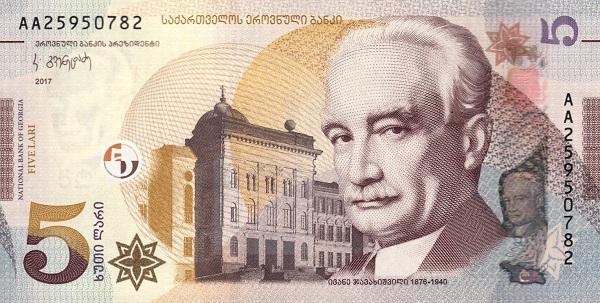 AA25950782
ᲡᲐᲥᲐᲠᲗᲕᲔᲚᲝᲡ ᲔᲠᲝᲕᲜᲣᲚᲘ ᲑᲐᲜᲙᲘ
ᲔᲠᲝᲕᲜᲣᲚᲘ ᲑᲐᲜᲙᲘᲡ ᲞᲠᲔᲖᲘᲓᲔᲜᲢᲘ
2017
5
NATIONAL BANK OF GEORGIA
FIVE LARI
5
5
ᲮᲣᲗᲘ ᲚᲐᲠᲘ
ᲘᲕᲐᲜᲔ ᲯᲐᲕᲐᲮᲘᲨᲕᲘᲚᲘ 1876-1940
AA25950782